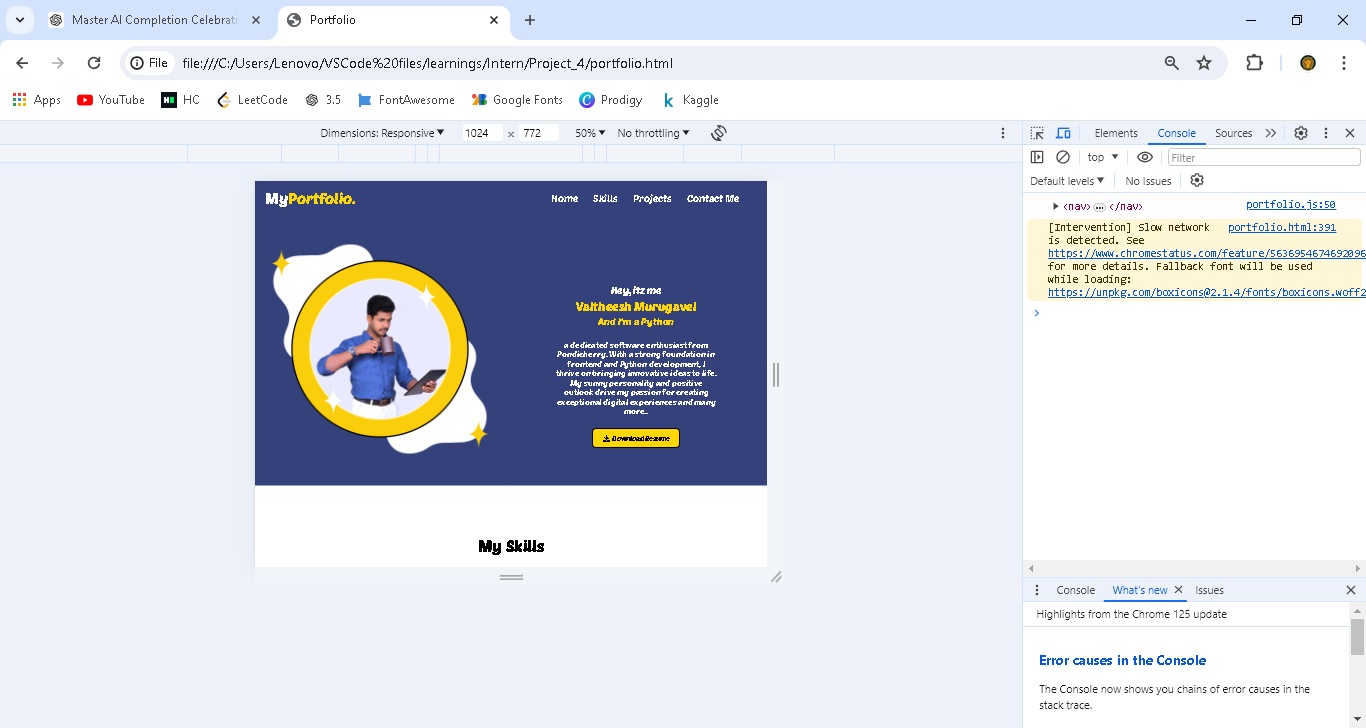 Master AI Completion Celebrati
Portfolio
File
file:///C:/Users/Lenovo/VSCode%20files/learnings/Intern/Project_4/portfolio.html
Apps
YouTube
HC
LeetCode
3.5
FontAwesome
Google Fonts
Prodigy
Kaggle
Dimensions: Responsive
1024
x
772
50%
No throttling
MyPortfolio.
Home
Skills
Projects
Contact Me
Hey, itz me
Vaitheesh Murugavel
And I'm a Python
a dedicated software enthusiast from
Pondicherry. With a strong foundation in
frontend and Python development, I
thrive on bringing innovative ideas to life.
My sunny personality and positive
outlook drive my passion for creating
exceptional digital experiences and many
more..
Download Resume
My Skills
Elements
Console
Sources
top
Filter
Default levels
No Issues
<nav> … </nav>
portfolio.js:50
[Intervention] Slow network
portfolio.html:391
is detected. See
https://www.chromestatus.com/feature/5636954674692096
for more details. Fallback font will be used
while loading:
https://unpkg.com/boxicons@2.1.4/fonts/boxicons.woff2
Console
What's new
Issues
Highlights from the Chrome 125 update
Error causes in the Console
The Console now shows you chains of error causes in the
stack trace.